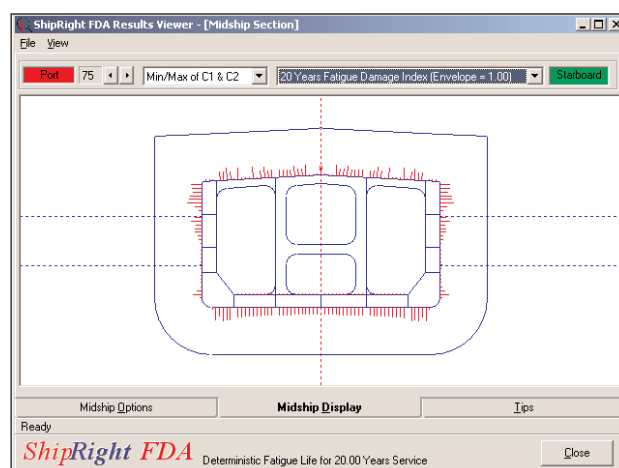 ShipRight FDA Results Viewer - [Midship Section]
File View
Port 75 Min/Max of C1 & C2 20 Years Fatigue Damage Index (Envelope = 1.00) Starboard
Midship Options Midship Display Tips
Ready
ShipRight FDA Deterministic Fatigue Life for 20.00 Years Service Close